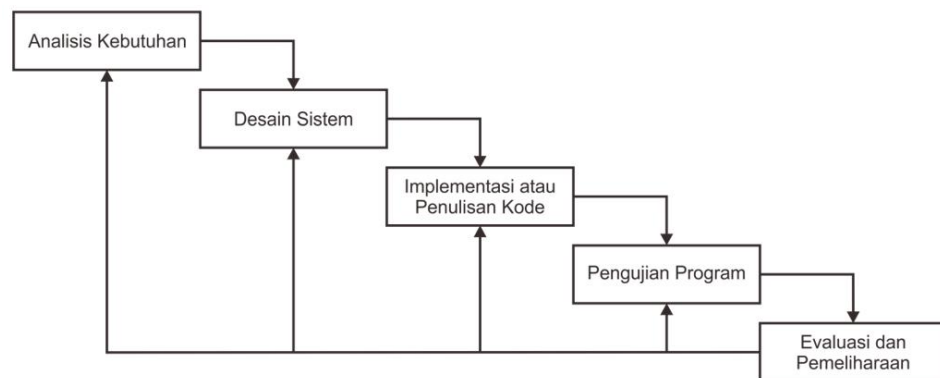 Analisis Kebutuhan
Desain Sistem
Implementasi atau
Penulisan Kode
Pengujian Program
Evaluasi dan
Pemeliharaan